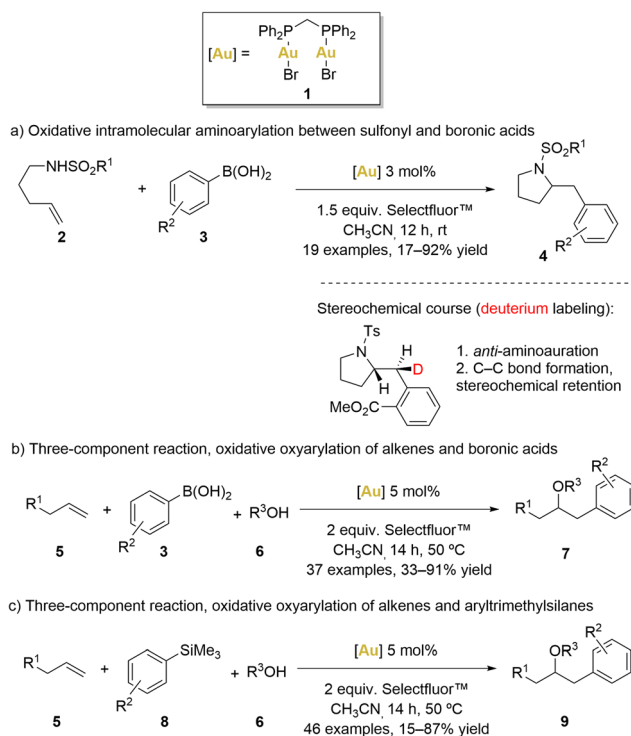 Ph₂P PPh₂
[Au] = Au Au
Br Br
1
a) Oxidative intramolecular aminoarylation between sulfonyl and boronic acids
NHSO₂R¹ + B(OH)₂ [Au] 3 mol% SO₂R¹
N
R² 1.5 equiv. Selectfluor™
CH₃CN, 12 h, rt
2 3 19 examples, 17–92% yield R²
4
Stereochemical course (deuterium labeling):
Ts
N H 1. anti-aminoauration
D 2. C–C bond formation,
H stereochemical retention
MeO₂C
b) Three-component reaction, oxidative oxyarylation of alkenes and boronic acids
R¹ + B(OH)₂ + R³OH [Au] 5 mol% OR³ R²
R² 2 equiv. Selectfluor™ R¹
CH₃CN, 14 h, 50 ºC
5 3 6 37 examples, 33–91% yield 7
c) Three-component reaction, oxidative oxyarylation of alkenes and aryltrimethylsilanes
R¹ + SiMe₃ + R³OH [Au] 5 mol% OR³ R²
R² 2 equiv. Selectfluor™ R¹
CH₃CN, 14 h, 50 ºC
5 8 6 46 examples, 15–87% yield 9